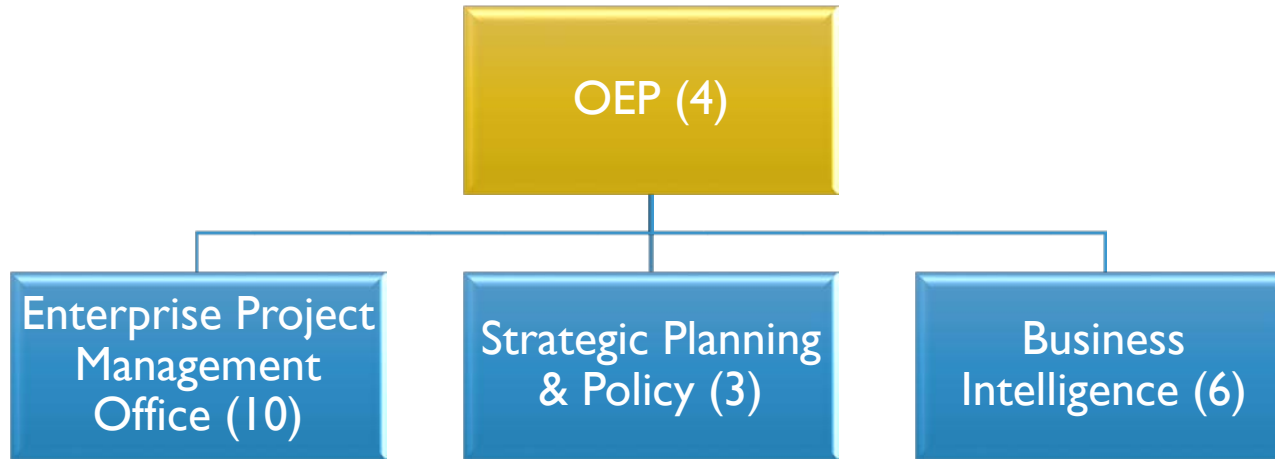 OEP (4)
Enterprise Project
Management
Office (10)
Strategic Planning
& Policy (3)
Business
Intelligence (6)